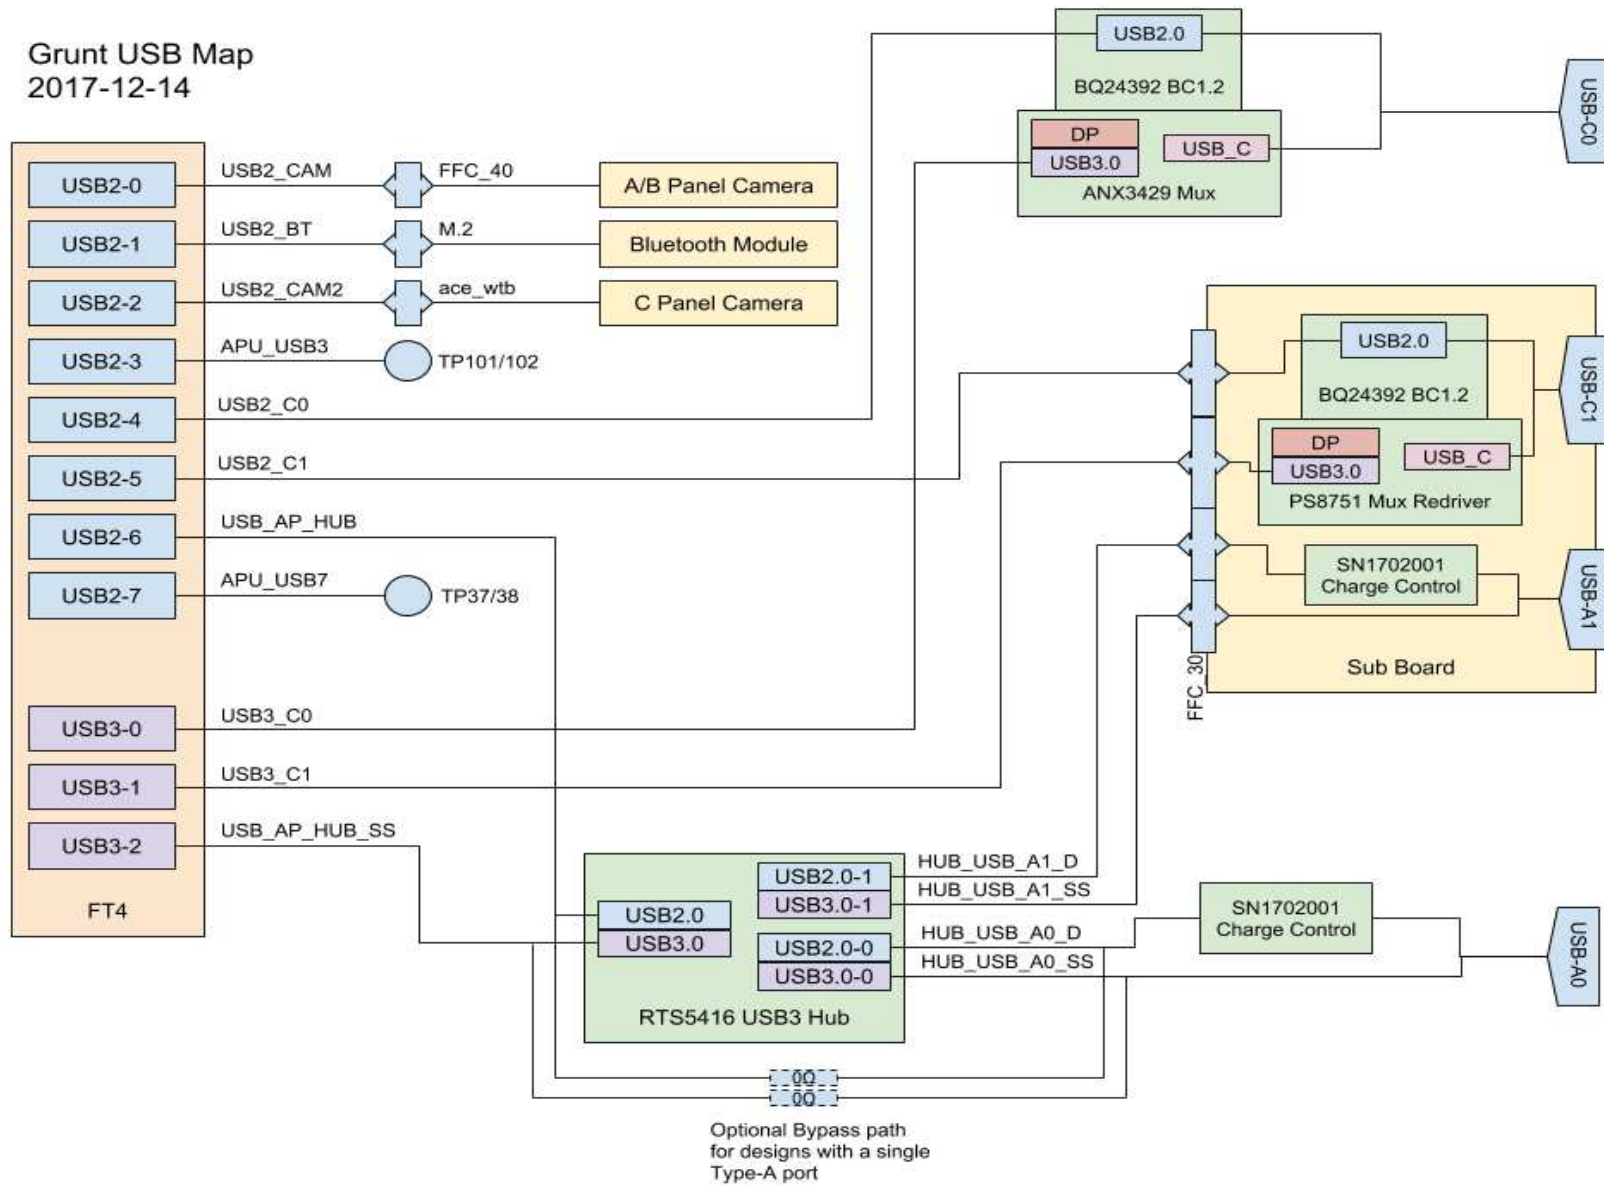 Grunt USB Map
2017-12-14
USB2.0
BQ24392 BC1.2
DP
USB3.0
USB_C
ANX3429 Mux
USB-C0
USB2-0
USB2_CAM
FFC_40
A/B Panel Camera
USB2-1
USB2_BT
M.2
Bluetooth Module
USB2-2
USB2_CAM2
ace_wtb
C Panel Camera
USB2-3
APU_USB3
TP101/102
USB2-4
USB2_C0
USB2-5
USB2_C1
USB2-6
USB_AP_HUB
USB2-7
APU_USB7
TP37/38
USB3-0
USB3_C0
USB3-1
USB3_C1
USB3-2
USB_AP_HUB_SS
FT4
USB2.0
BQ24392 BC1.2
DP
USB3.0
USB_C
PS8751 Mux Redriver
USB-C1
SN1702001
Charge Control
USB-A1
Sub Board
FFC_30
USB2.0
USB3.0
USB2.0-1
USB3.0-1
USB2.0-0
USB3.0-0
RTS5416 USB3 Hub
HUB_USB_A1_D
HUB_USB_A1_SS
HUB_USB_A0_D
HUB_USB_A0_SS
SN1702001
Charge Control
USB-A0
0Ω
0Ω
Optional Bypass path
for designs with a single
Type-A port